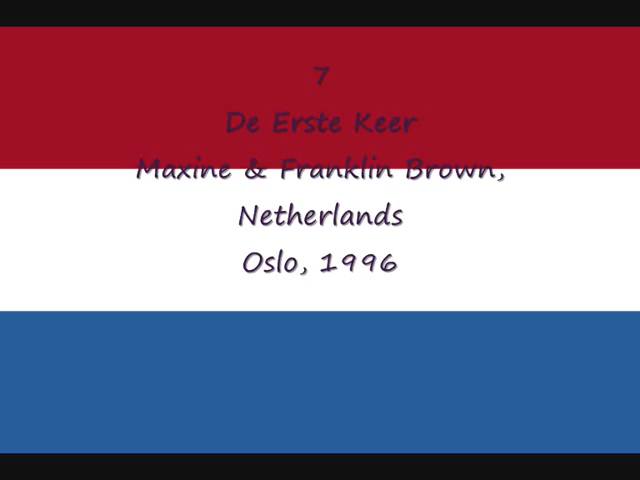 7
De Erste Keer
Maxine & Franklin Brown,
Netherlands
Oslo, 1996